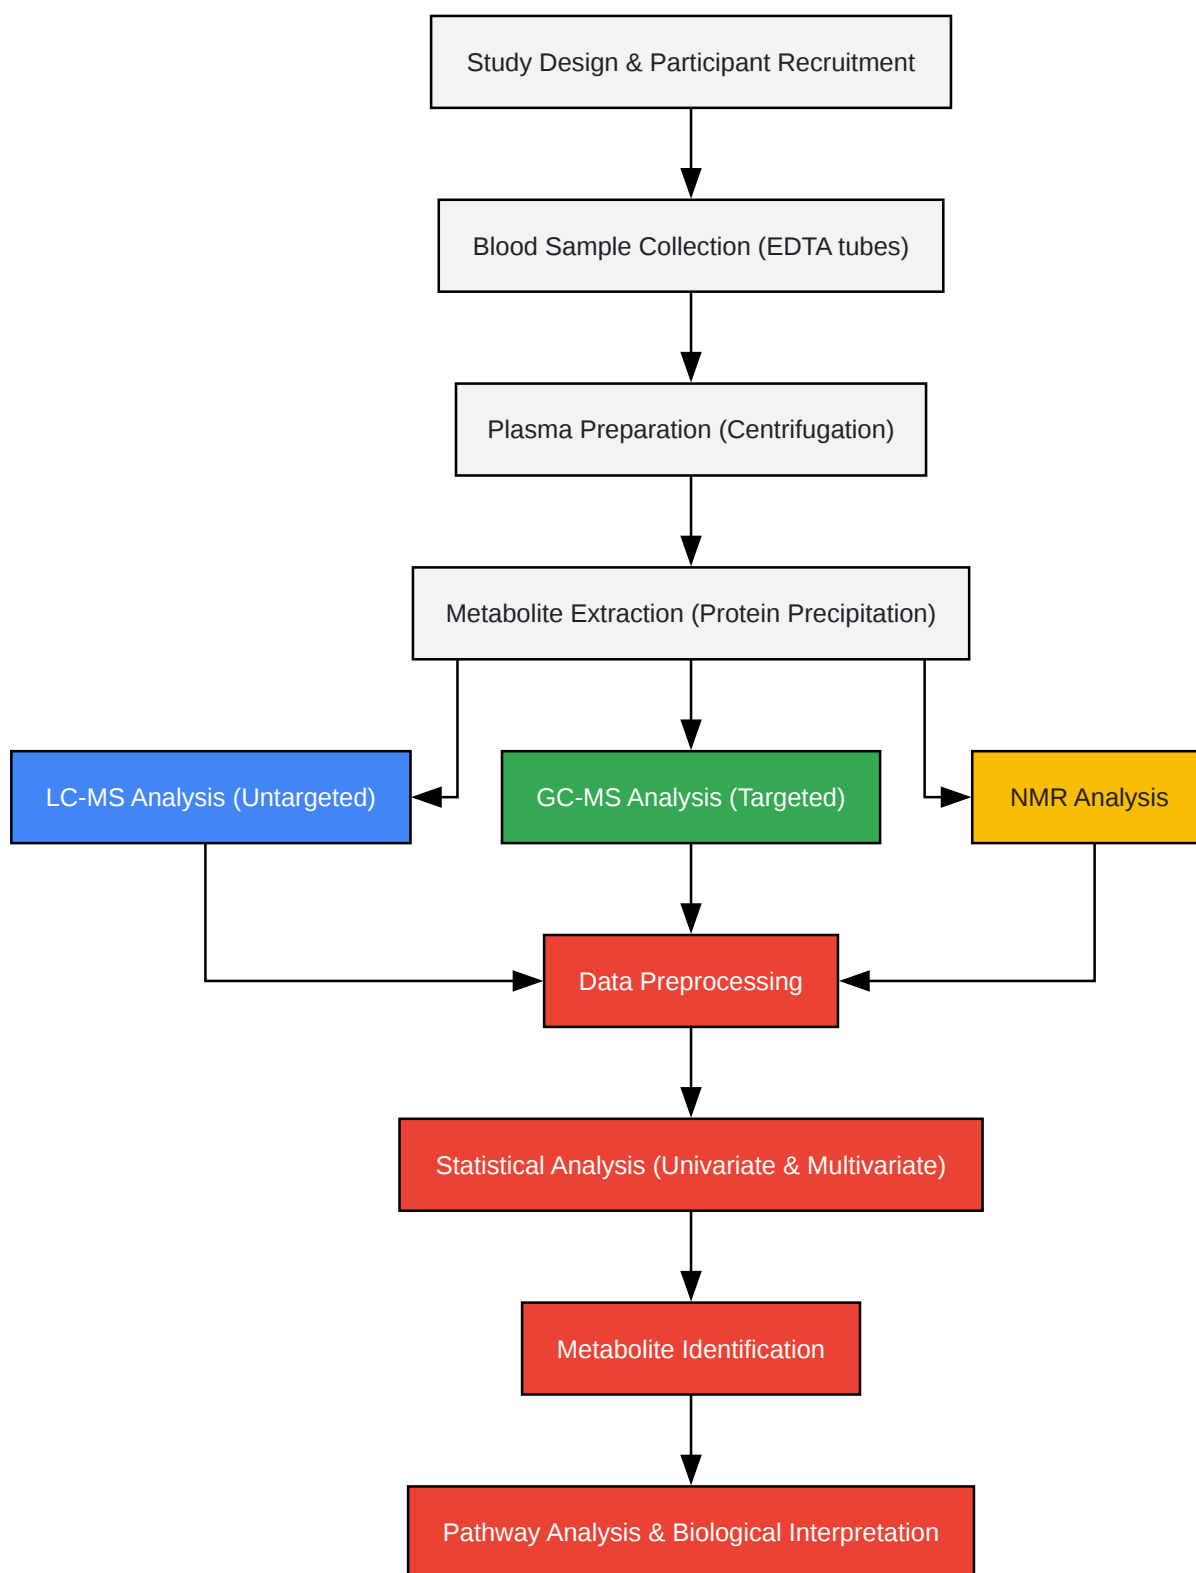 Study Design & Participant Recruitment
Blood Sample Collection (EDTA tubes)
Plasma Preparation (Centrifugation)
Metabolite Extraction (Protein Precipitation)
LC-MS Analysis (Untargeted)
GC-MS Analysis (Targeted)
NMR Analysis
Data Preprocessing
Statistical Analysis (Univariate & Multivariate)
Metabolite Identification
Pathway Analysis & Biological Interpretation